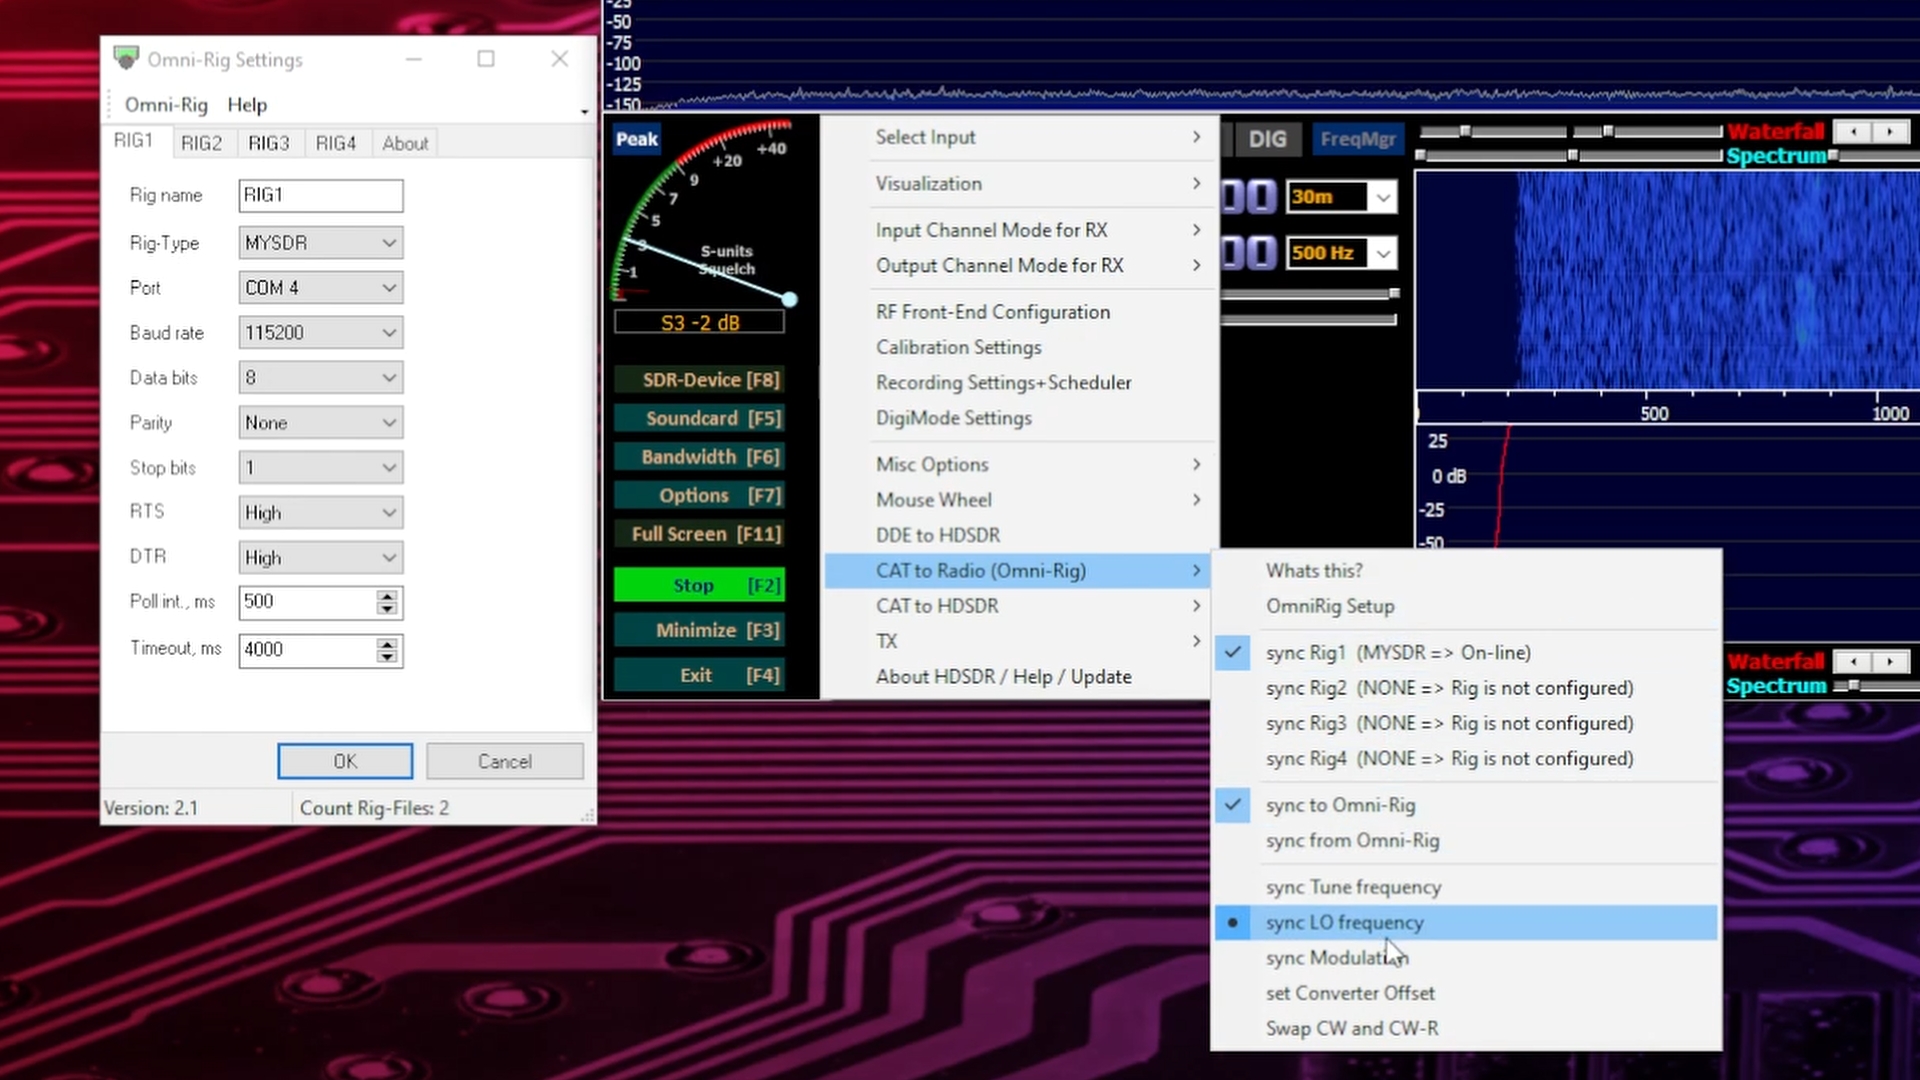 Omni-Rig Settings
Omni-Rig Help
RIG1 RIG2 RIG3 RIG4 About
Rig name RIG1
Rig-Type MYSDR
Port COM 4
Baud rate 115200
Data bits 8
Parity None
Stop bits 1
RTS High
DTR High
Poll int., ms 500
Timeout, ms 4000
OK Cancel
Version: 2.1 Count Rig-Files: 2
-25
-50
-75
-100
-125
-150
Peak
1
3
5
7
9
+20
+40
S-units
Squelch
S3 -2 dB
SDR-Device [F8]
Soundcard [F5]
Bandwidth [F6]
Options [F7]
Full Screen [F11]
Stop [F2]
Minimize [F3]
Exit [F4]
Select Input
Visualization
Input Channel Mode for RX
Output Channel Mode for RX
RF Front-End Configuration
Calibration Settings
Recording Settings+Scheduler
DigiMode Settings
Misc Options
Mouse Wheel
DDE to HDSDR
CAT to Radio (Omni-Rig)
CAT to HDSDR
TX
About HDSDR / Help / Update
DIG FreqMgr
00 30m
00 500 Hz
Waterfall
Spectrum
500 1000
25
0 dB
-25
-50
Whats this?
OmniRig Setup
sync Rig1 (MYSDR => On-line)
sync Rig2 (NONE => Rig is not configured)
sync Rig3 (NONE => Rig is not configured)
sync Rig4 (NONE => Rig is not configured)
sync to Omni-Rig
sync from Omni-Rig
sync Tune frequency
sync LO frequency
sync Modulation
set Converter Offset
Swap CW and CW-R
Waterfall
Spectrum